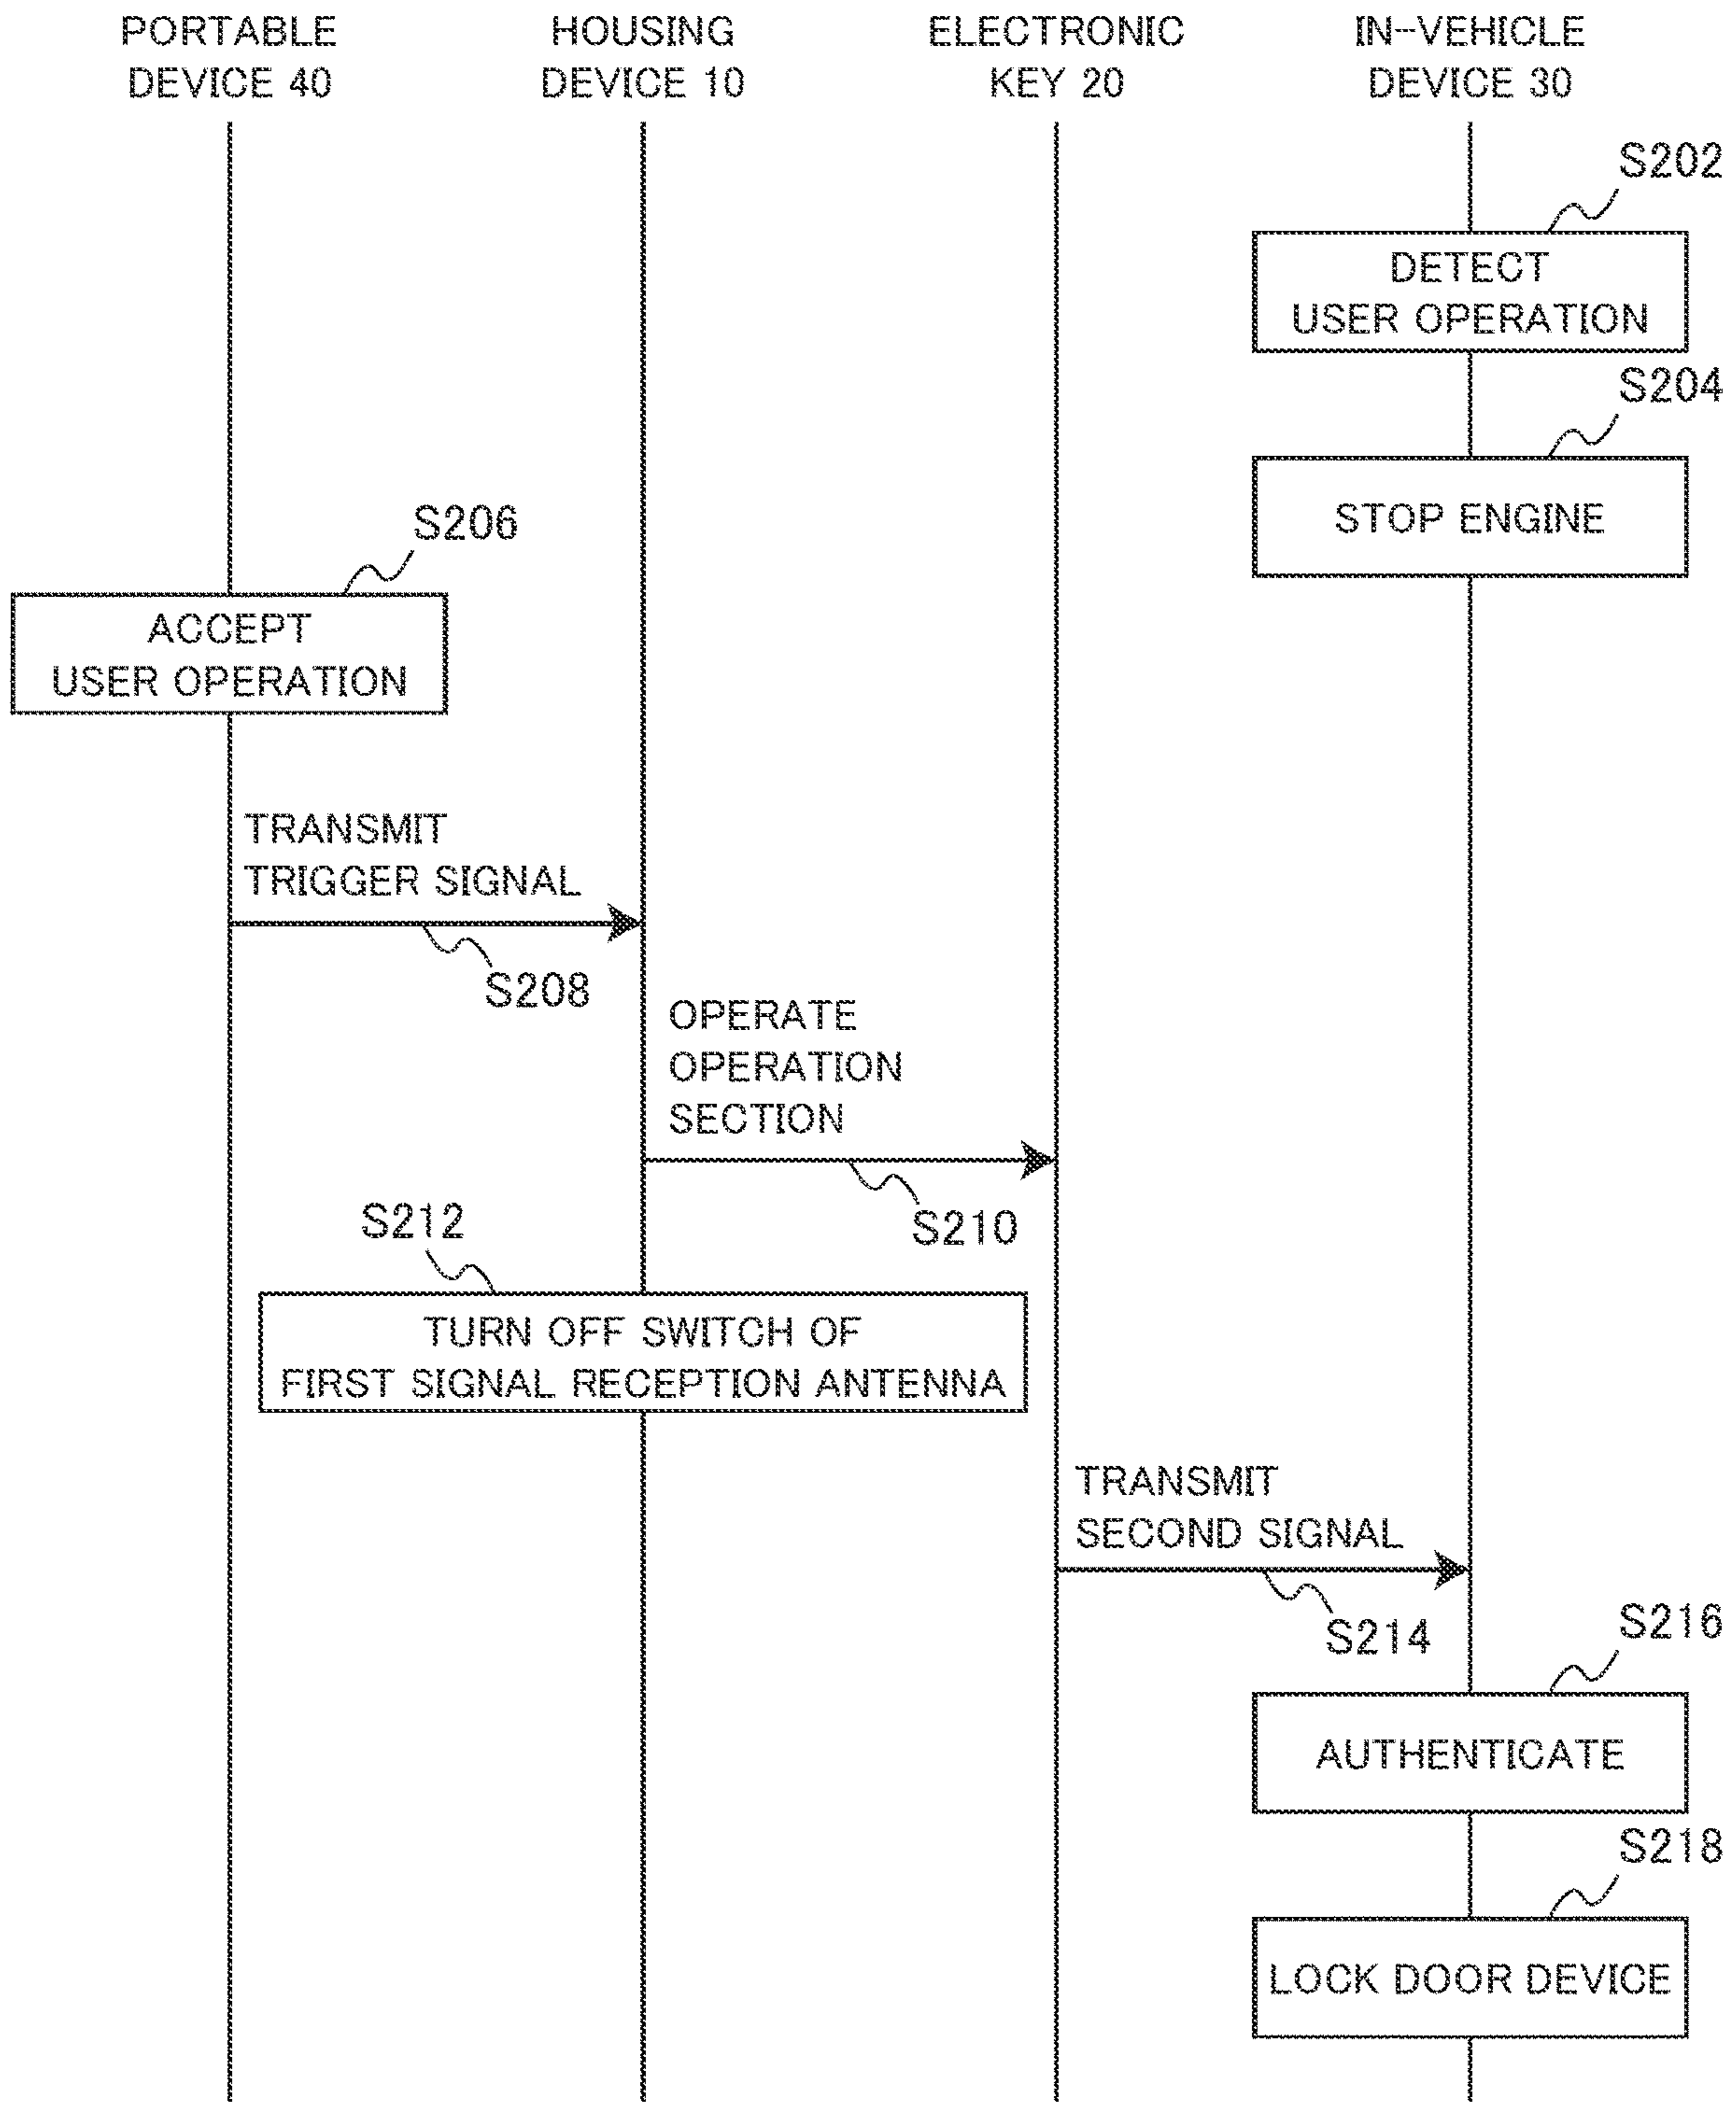 PORTABLE
DEVICE 40
HOUSING
DEVICE 10
ELECTRONIC
KEY 20
IN-VEHICLE
DEVICE 30
S202
DETECT
USER OPERATION
S204
STOP ENGINE
S206
ACCEPT
USER OPERATION
TRANSMIT
TRIGGER SIGNAL
S208
OPERATE
OPERATION
SECTION
S210
S212
TURN OFF SWITCH OF
FIRST SIGNAL RECEPTION ANTENNA
TRANSMIT
SECOND SIGNAL
S214
S216
AUTHENTICATE
S218
LOCK DOOR DEVICE